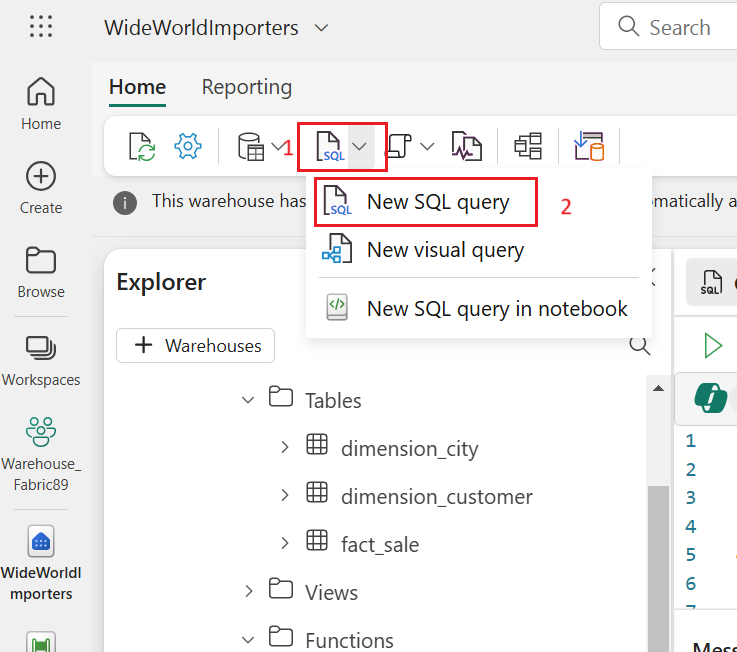 WideWorldImporters
Search
Home
Reporting
1
SQL
New SQL query
2
SQL
New visual query
New SQL query in notebook
This warehouse has
omatically a
Home
Create
Browse
Workspaces
Warehouse_
Fabric89
WideWorldI
mporters
Explorer
Warehouses
Tables
dimension_city
dimension_customer
fact_sale
Views
Functions
SQL
1
2
3
4
5
6